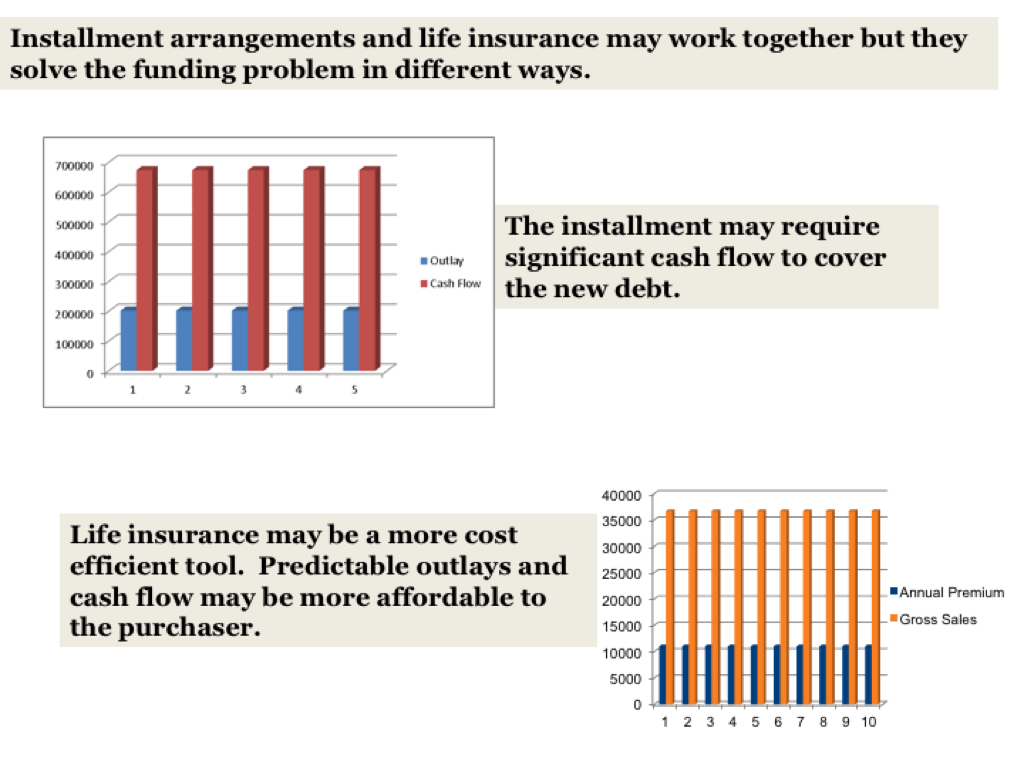 Installment arrangements and life insurance may work together but they
solve the funding problem in different ways.
700000
600000
500000
400000
300000
200000
100000
0
1 2 3 4 5
Outlay
Cash Flow
The installment may require
significant cash flow to cover
the new debt.
Life insurance may be a more cost
efficient tool.  Predictable outlays and
cash flow may be more affordable to
the purchaser.
40000
35000
30000
25000
20000
15000
10000
5000
0
1 2 3 4 5 6 7 8 9 10
Annual Premium
Gross Sales